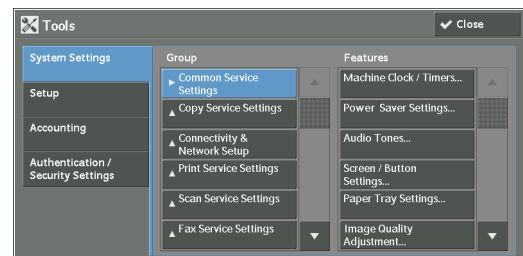 Tools
Close
System Settings
Setup
Accounting
Authentication /
Security Settings
Group
Common Service
Settings
Copy Service Settings
Connectivity &
Network Setup
Print Service Settings
Scan Service Settings
Fax Service Settings
Features
Machine Clock / Timers...
Power Saver Settings...
Audio Tones...
Screen / Button
Settings...
Paper Tray Settings...
Image Quality
Adjustment...